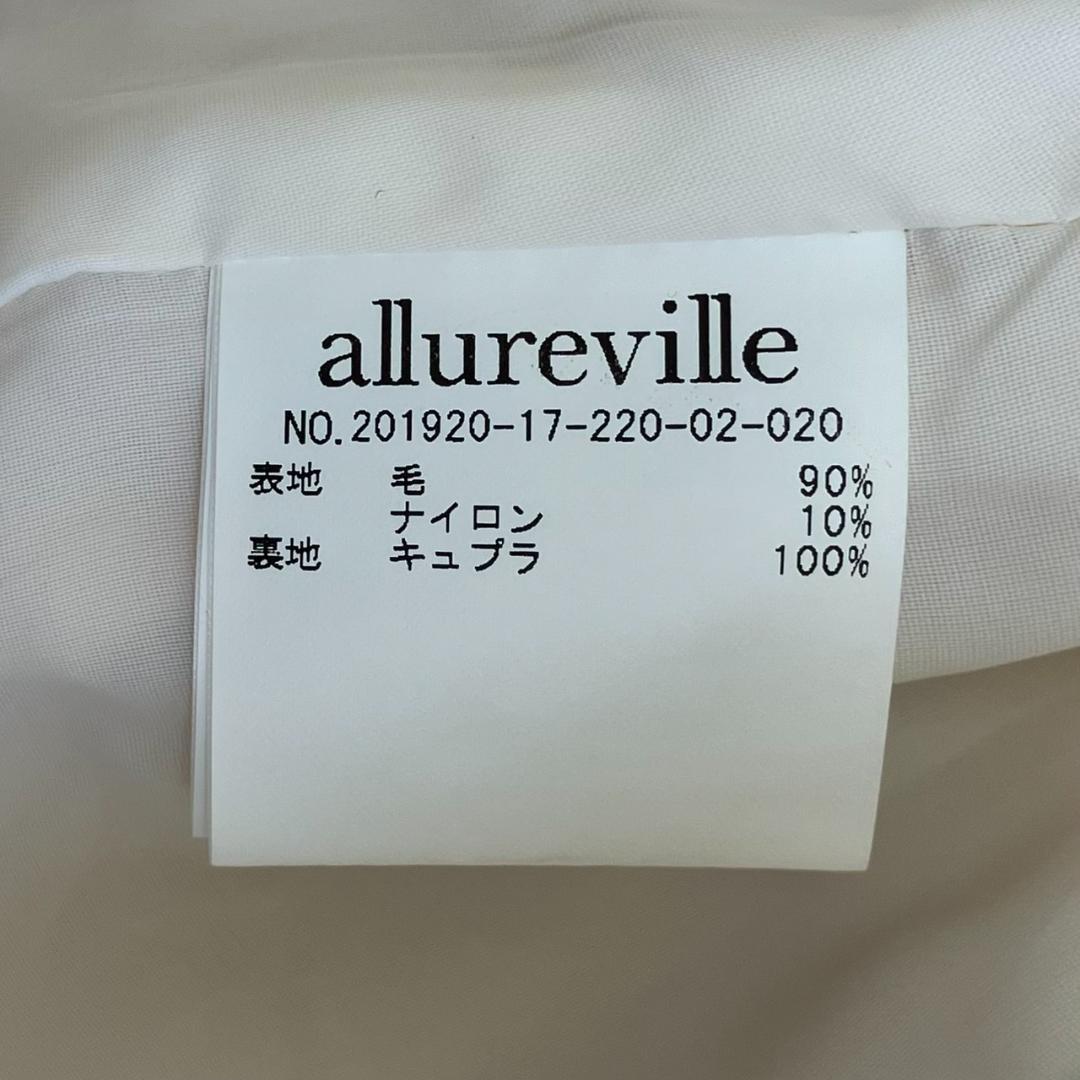 allureville
NO.201920-17-220-02-020
表地 毛 90%
ナイロン 10%
裏地 キュプラ 100%